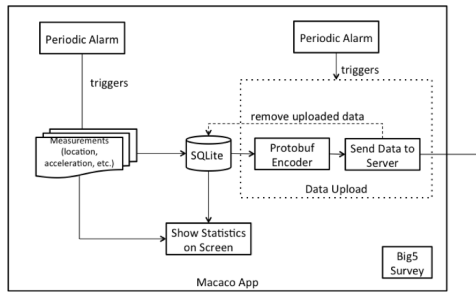 Periodic Alarm
Periodic Alarm
triggers
triggers
remove uploaded data
Measurements
(location,
acceleration, etc.)
SQLite
Protobuf
Encoder
Send Data to
Server
Data Upload
Show Statistics
on Screen
Big5
Survey
Macaco App